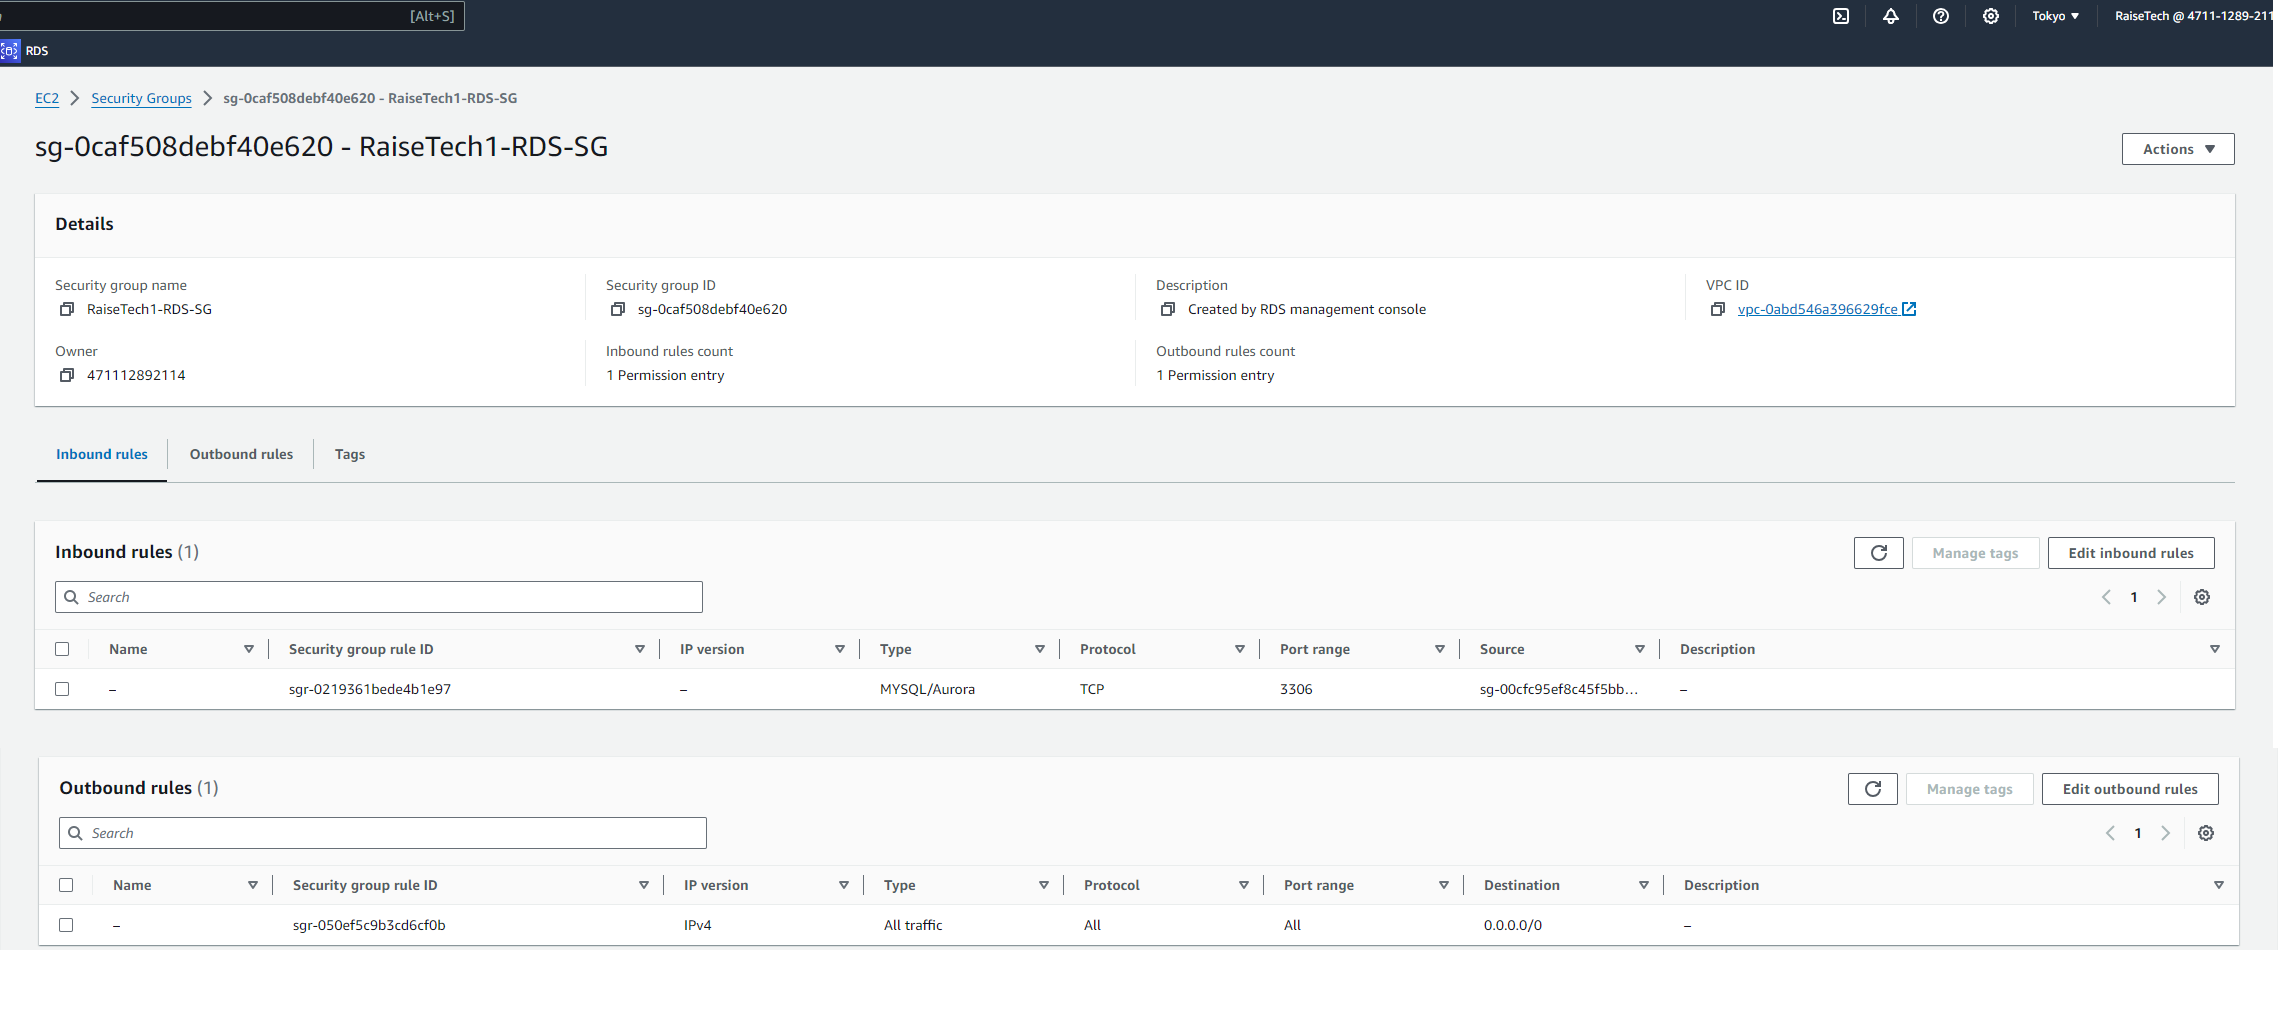 [Alt+S]
Tokyo ▼
RaiseTech @ 4711-1289-211
RDS
EC2 > Security Groups > sg-0caf508debf40e620 - RaiseTech1-RDS-SG
sg-0caf508debf40e620 - RaiseTech1-RDS-SG
Actions ▼
Details
Security group name
RaiseTech1-RDS-SG
Security group ID
sg-0caf508debf40e620
Description
Created by RDS management console
VPC ID
vpc-0abd546a396629fce
Owner
471112892114
Inbound rules count
1 Permission entry
Outbound rules count
1 Permission entry
Inbound rules Outbound rules Tags
Inbound rules (1)
Manage tags
Edit inbound rules
Search
1
Name Security group rule ID IP version Type Protocol Port range Source Description
– sgr-0219361bede4b1e97 – MYSQL/Aurora TCP 3306 sg-00cfc95ef8c45f5bb... –
Outbound rules (1)
Manage tags
Edit outbound rules
Search
1
Name Security group rule ID IP version Type Protocol Port range Destination Description
– sgr-050ef5c9b3cd6cf0b IPv4 All traffic All All 0.0.0.0/0 –